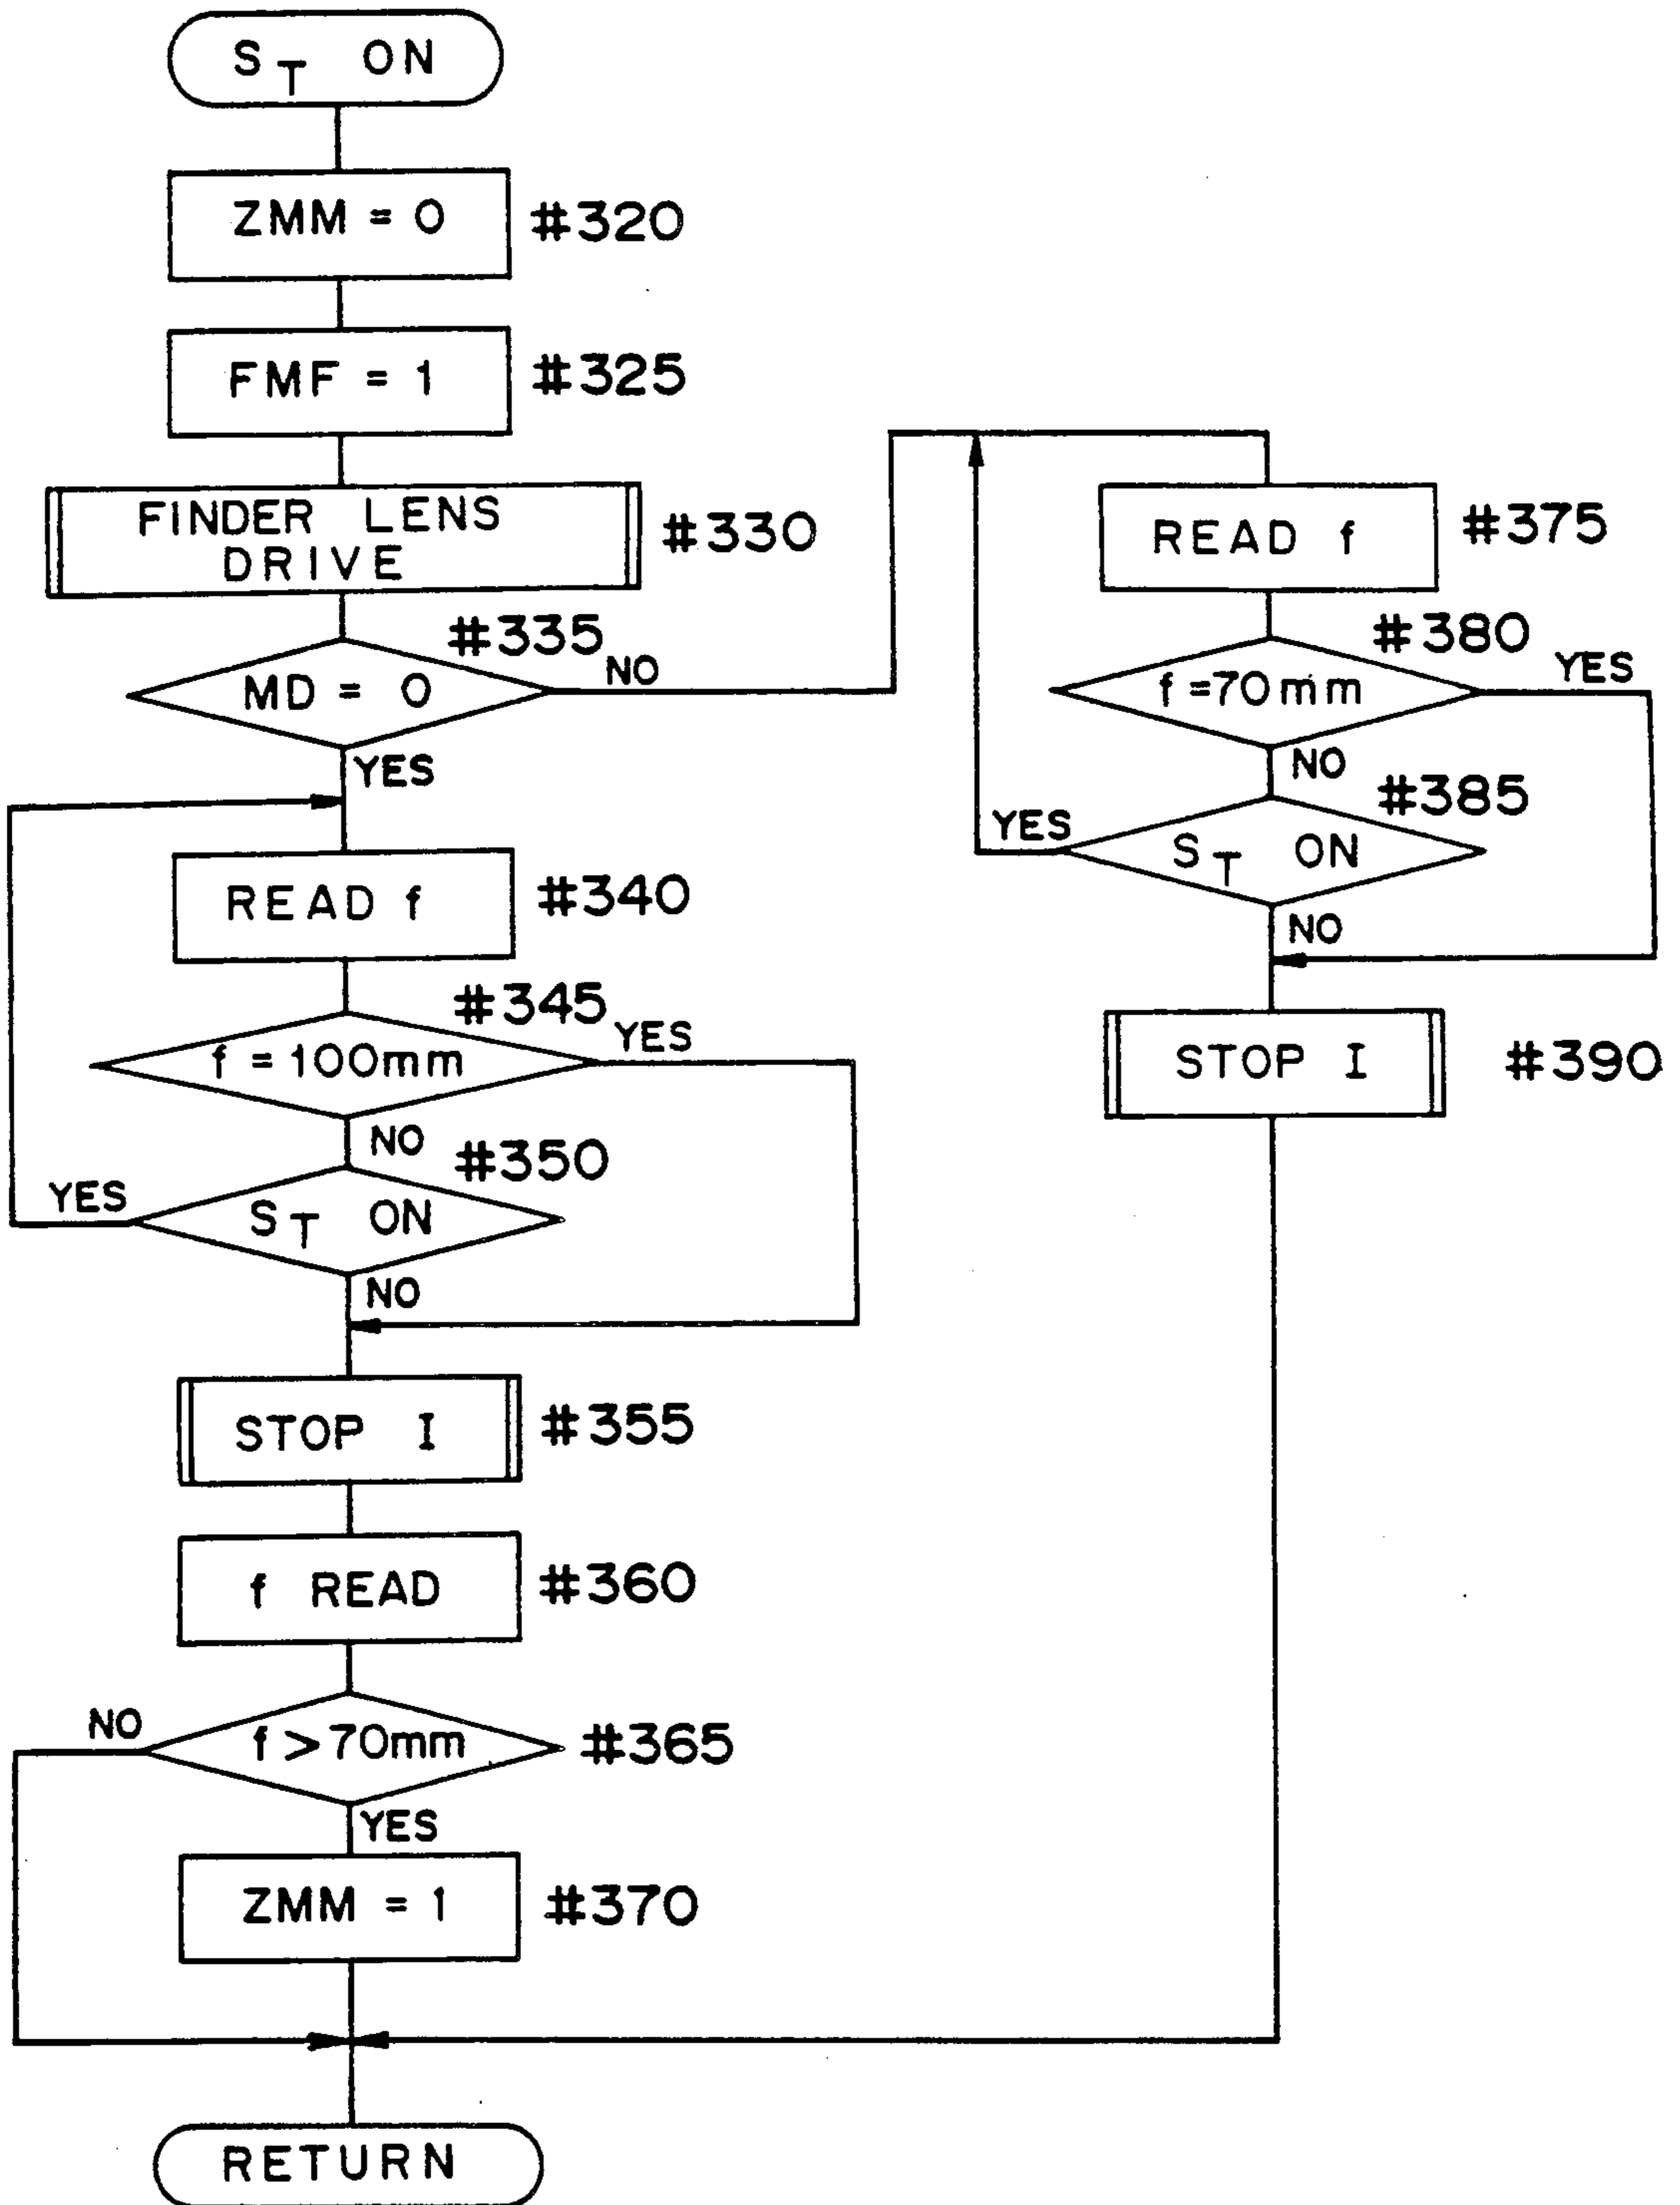 S_T ON
ZMM = 0 #320
FMF = 1 #325
FINDER LENS
DRIVE
#330
#335
MD = 0
NO
YES
READ f #340
#345
f = 100mm
YES
NO
#350
S_T ON
YES
NO
STOP I #355
f READ #360
f > 70mm #365
NO
YES
ZMM = 1 #370
READ f #375
#380
f = 70mm
YES
NO
#385
S_T ON
YES
NO
STOP I #390
RETURN